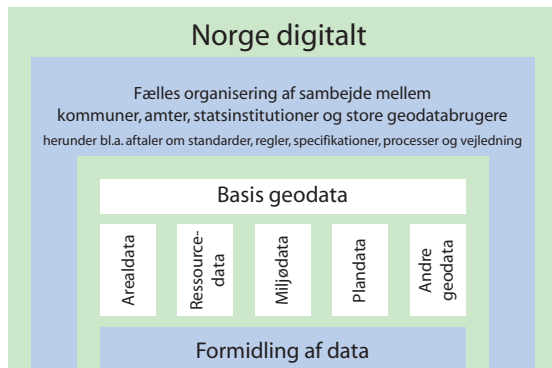 Norge digitalt
Fælles organisering af sambejde mellem
kommuner, amter, statsinstitutioner og store geodatabrugere
herunder bl.a. aftaler om standarder, regler, specifikationer, processer og vejledning
Basis geodata
Arealdata
Ressource-
data
Miljødata
Plandata
Andre
geodata
Formidling af data